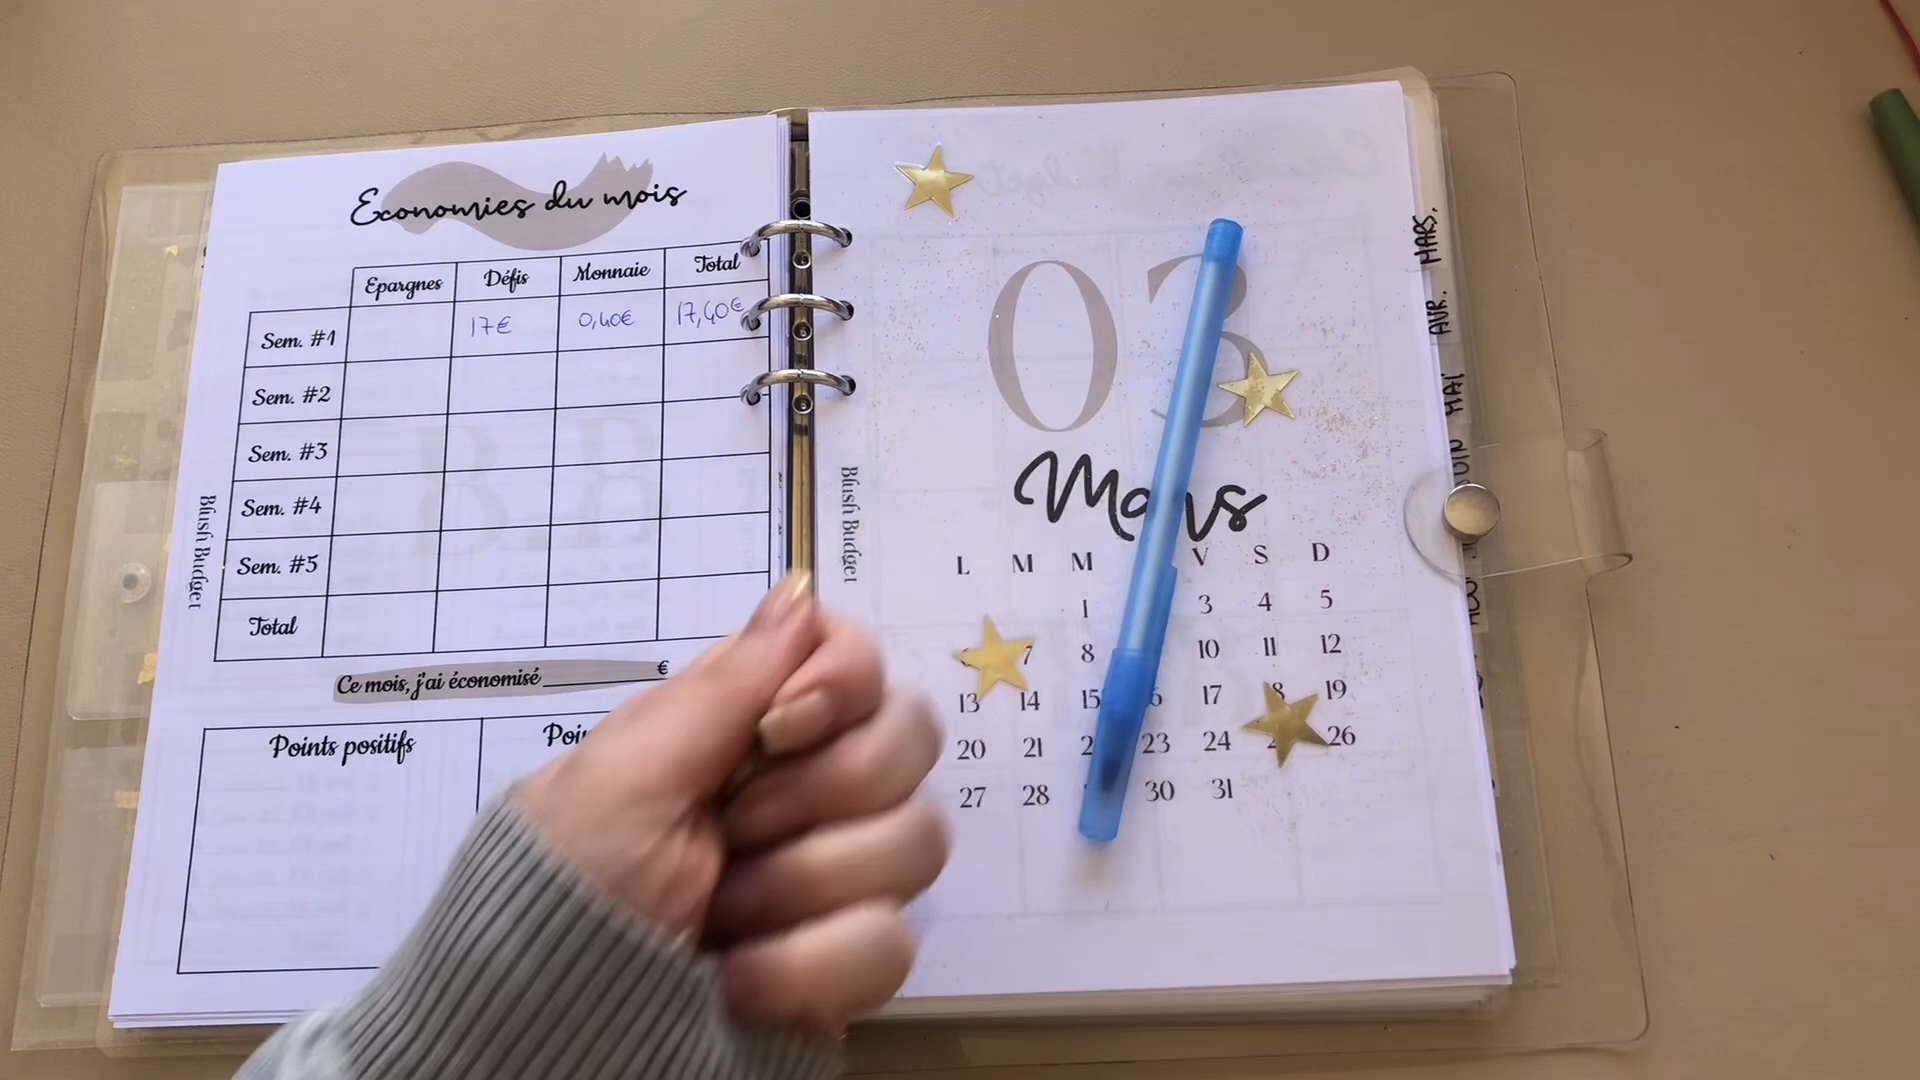 Economies du mois
Epargnes Défis Monnaie Total
Sem. #1 17€ 0,40€ 17,40€
Sem. #2
Sem. #3
Sem. #4
Sem. #5
Total
Ce mois, j'ai économisé __________ €
Points positifs
Blush Budget
Blush Budget
03
Mars
L M M V S D
1 3 4 5
7 8 10 11 12
13 14 15 17 19
20 21 23 24 26
27 28 30 31
MARS.
AVR.
MAI